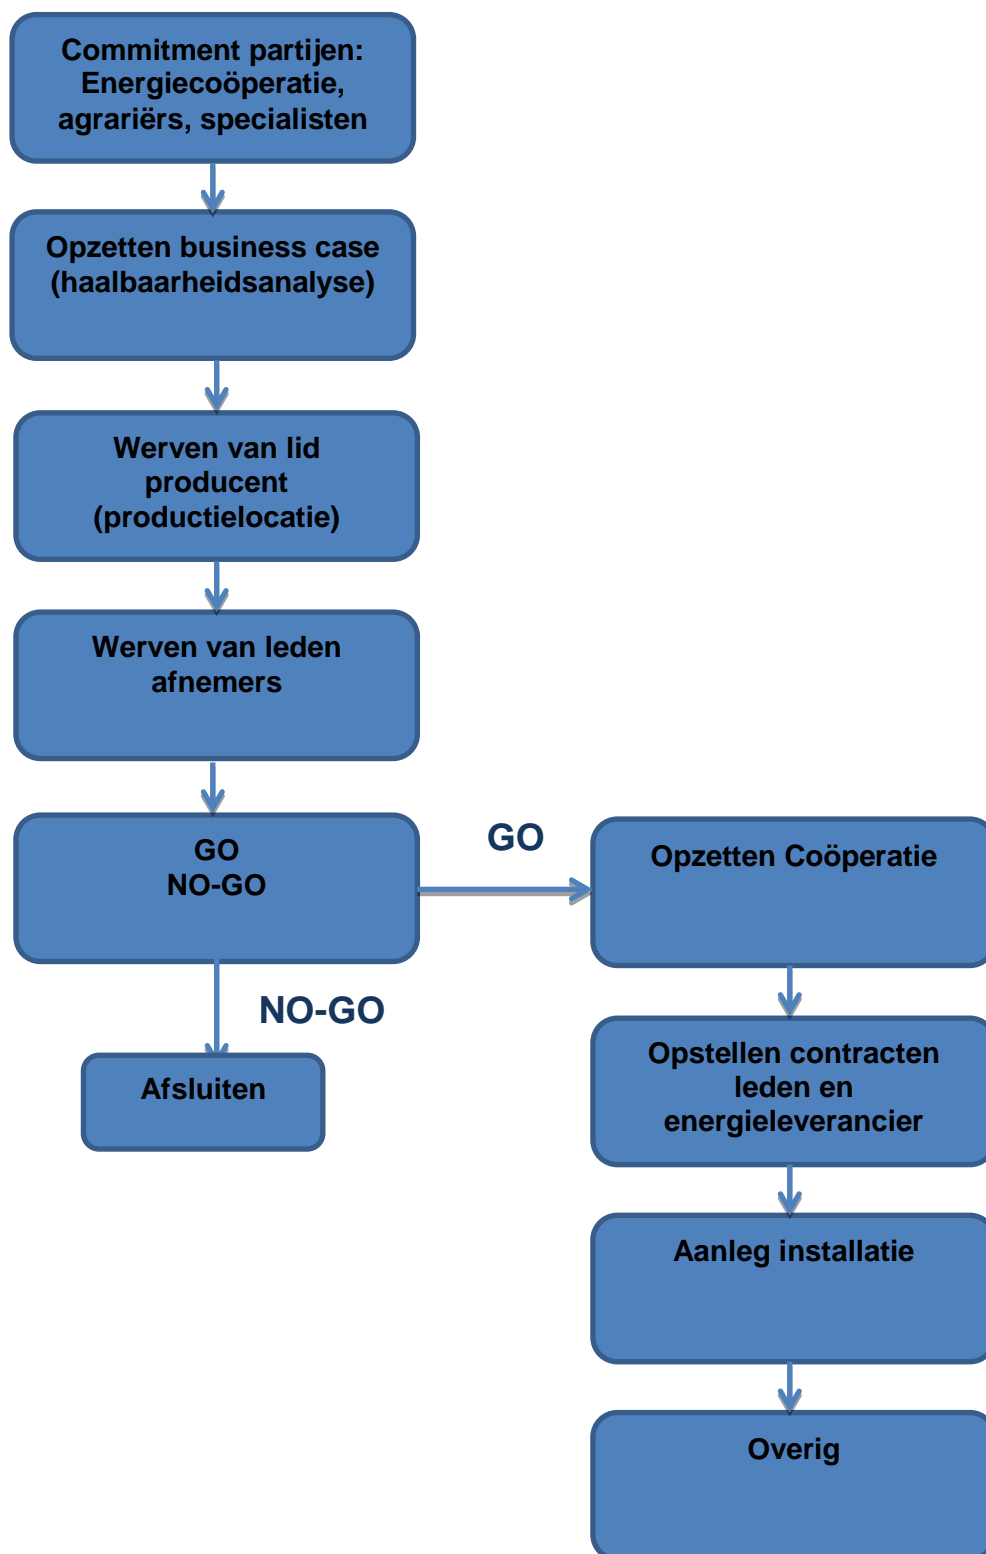 Commitment partijen:
Energiecoöperatie,
agrariërs, specialisten
Opzetten business case
(haalbaarheidsanalyse)
Werven van lid
producent
(productielocatie)
Werven van leden
afnemers
GO
NO-GO
GO
NO-GO
Afsluiten
Opzetten Coöperatie
Opstellen contracten
leden en
energieleverancier
Aanleg installatie
Overig